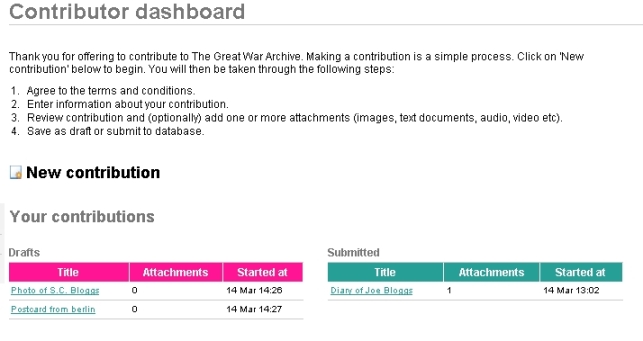 Contributor dashboard
Thank you for offering to contribute to The Great War Archive. Making a contribution is a simple process. Click on 'New
contribution' below to begin. You will then be taken through the following steps:
1. Agree to the terms and conditions.
2. Enter information about your contribution.
3. Review contribution and (optionally) add one or more attachments (images, text documents, audio, video etc).
4. Save as draft or submit to database.
New contribution
Your contributions
Drafts
Title Attachments Started at
Photo of S.C. Bloggs 0 14 Mar 14:26
Postcard from berlin 0 14 Mar 14:27
Submitted
Title Attachments Started at
Diary of Joe Bloggs 1 14 Mar 13:02